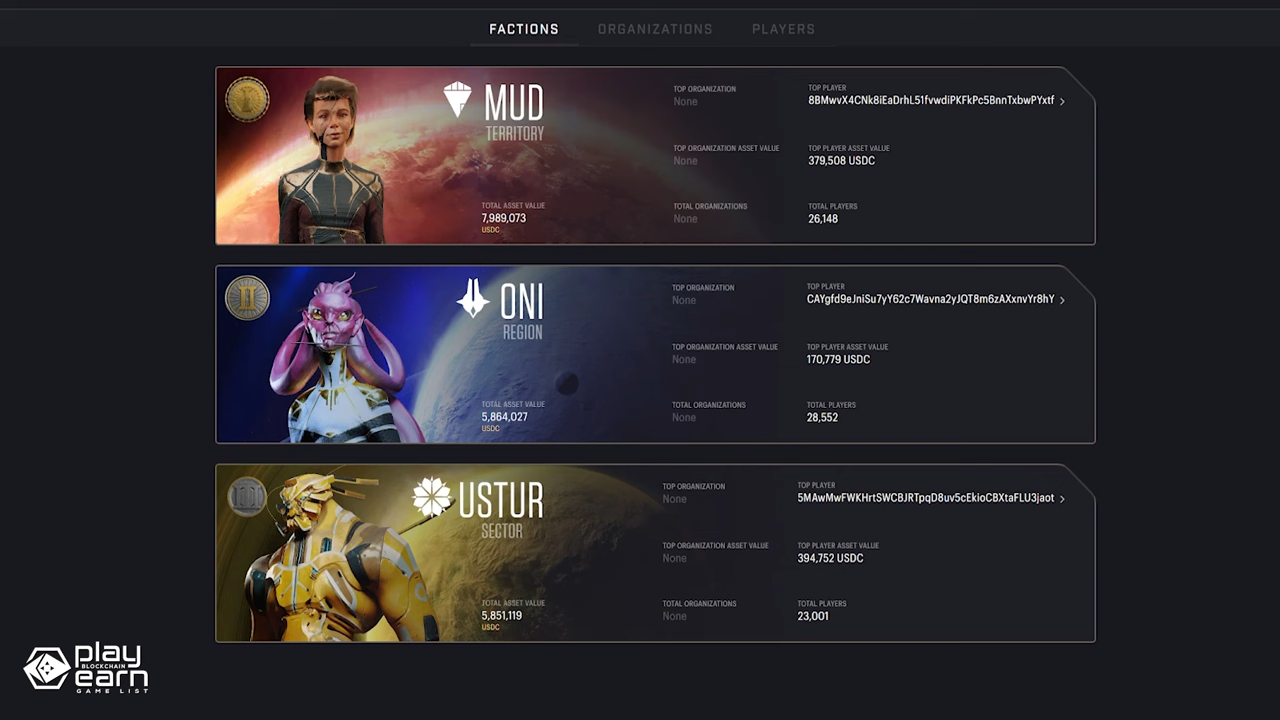 FACTIONS ORGANIZATIONS PLAYERS
MUD
TERRITORY
TOTAL ASSET VALUE
7,989,073
USDC
TOP ORGANIZATION
None
TOP ORGANIZATION ASSET VALUE
None
TOTAL ORGANIZATIONS
None
TOP PLAYER
8BMwvX4CNk8iEaDrhL51fvwdiPKFkPc5BnnTxbwPYxtf
TOP PLAYER ASSET VALUE
379,508 USDC
TOTAL PLAYERS
26,148
II
ONI
REGION
TOTAL ASSET VALUE
5,864,027
USDC
TOP ORGANIZATION
None
TOP ORGANIZATION ASSET VALUE
None
TOTAL ORGANIZATIONS
None
TOP PLAYER
CAYgfd9eJniSu7yY62c7Wavna2yJQT8m6zAXxnvYr8hY
TOP PLAYER ASSET VALUE
170,779 USDC
TOTAL PLAYERS
28,552
III
USTUR
SECTOR
TOTAL ASSET VALUE
5,851,119
USDC
TOP ORGANIZATION
None
TOP ORGANIZATION ASSET VALUE
None
TOTAL ORGANIZATIONS
None
TOP PLAYER
5MAwMwFWKHrtSWCBJRTpqD8uv5cEkioCBXtaFLU3jaot
TOP PLAYER ASSET VALUE
394,752 USDC
TOTAL PLAYERS
23,001
play
BLOCKCHAIN
earn
GAME LIST